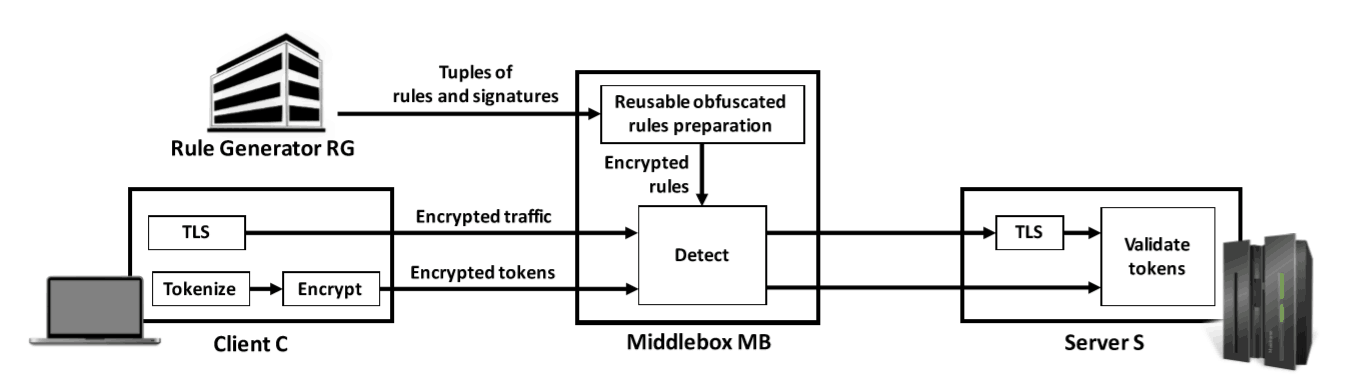 Tuples of
rules and signatures
Rule Generator RG
Reusable obfuscated
rules preparation
Encrypted
rules
TLS
Encrypted traffic
Tokenize
Encrypt
Encrypted tokens
Detect
TLS
Validate
tokens
Client C
Middlebox MB
Server S